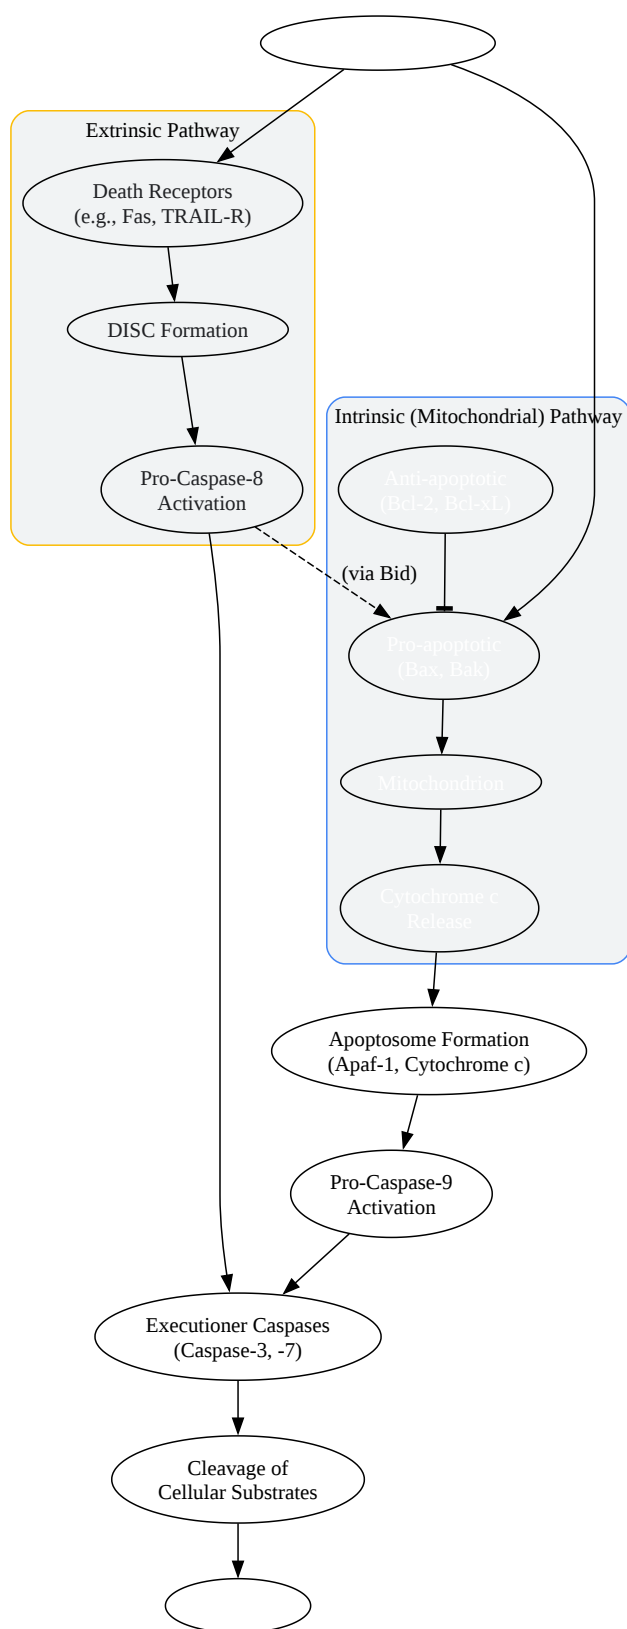 Extrinsic Pathway
Death Receptors
(e.g., Fas, TRAIL-R)
DISC Formation
Intrinsic (Mitochondrial) Pathway
Pro-Caspase-8
Activation
Anti-apoptotic
(Bcl-2, Bcl-xL)
(via Bid)
Pro-apoptotic
(Bax, Bak)
Mitochondrion
Cytochrome c
Release
Apoptosome Formation
(Apaf-1, Cytochrome c)
Pro-Caspase-9
Activation
Executioner Caspases
(Caspase-3, -7)
Cleavage of
Cellular Substrates